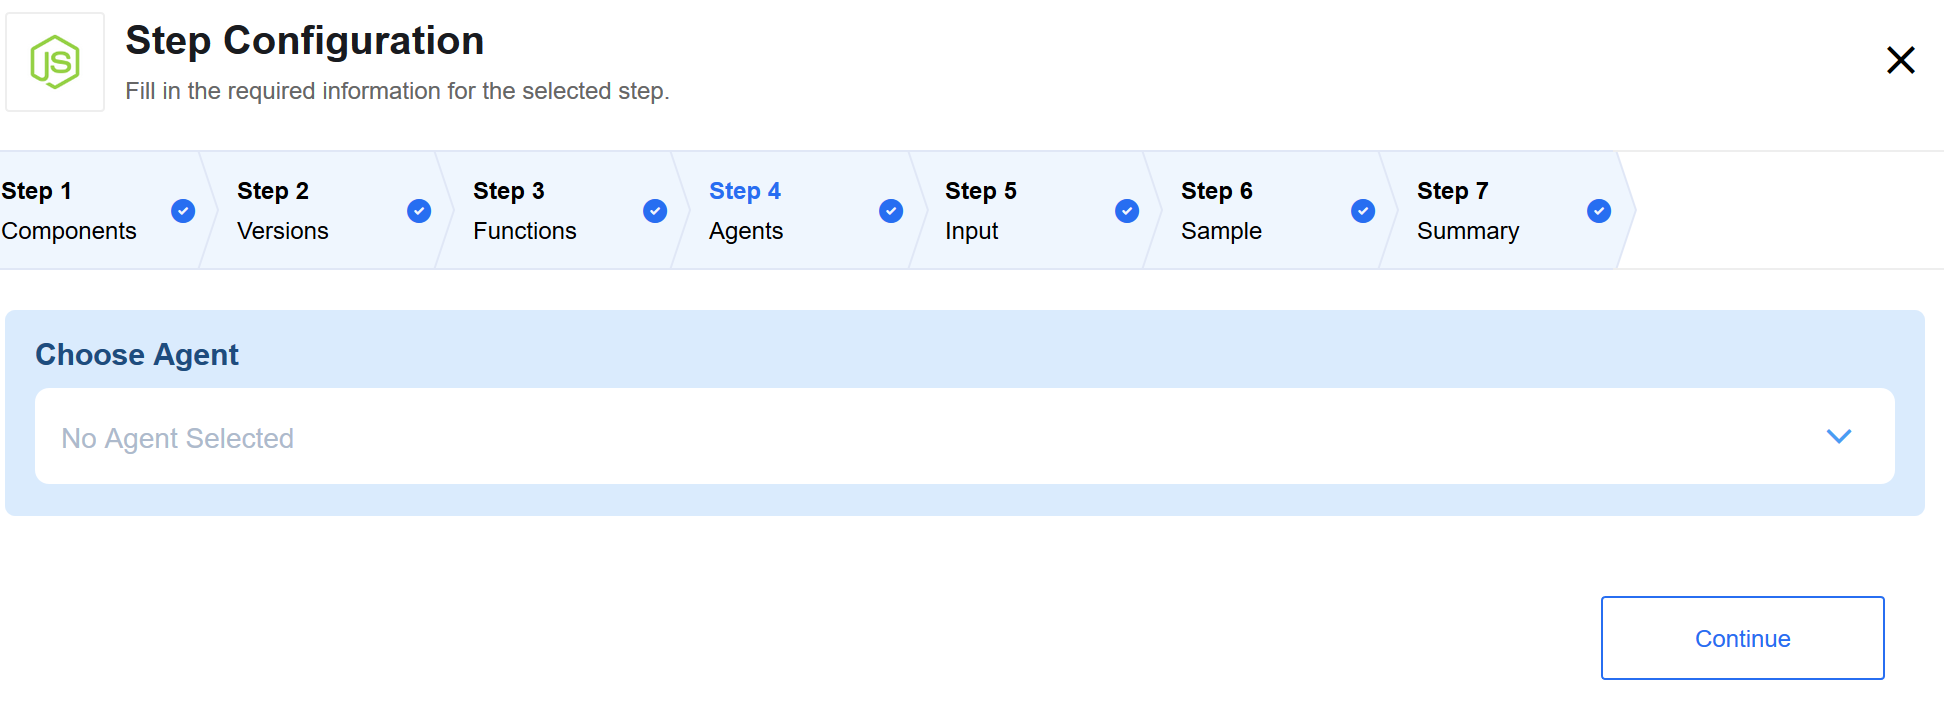 JS
Step Configuration
Fill in the required information for the selected step.
Step 1
Components
Step 2
Versions
Step 3
Functions
Step 4
Agents
Step 5
Input
Step 6
Sample
Step 7
Summary
Choose Agent
No Agent Selected
Continue